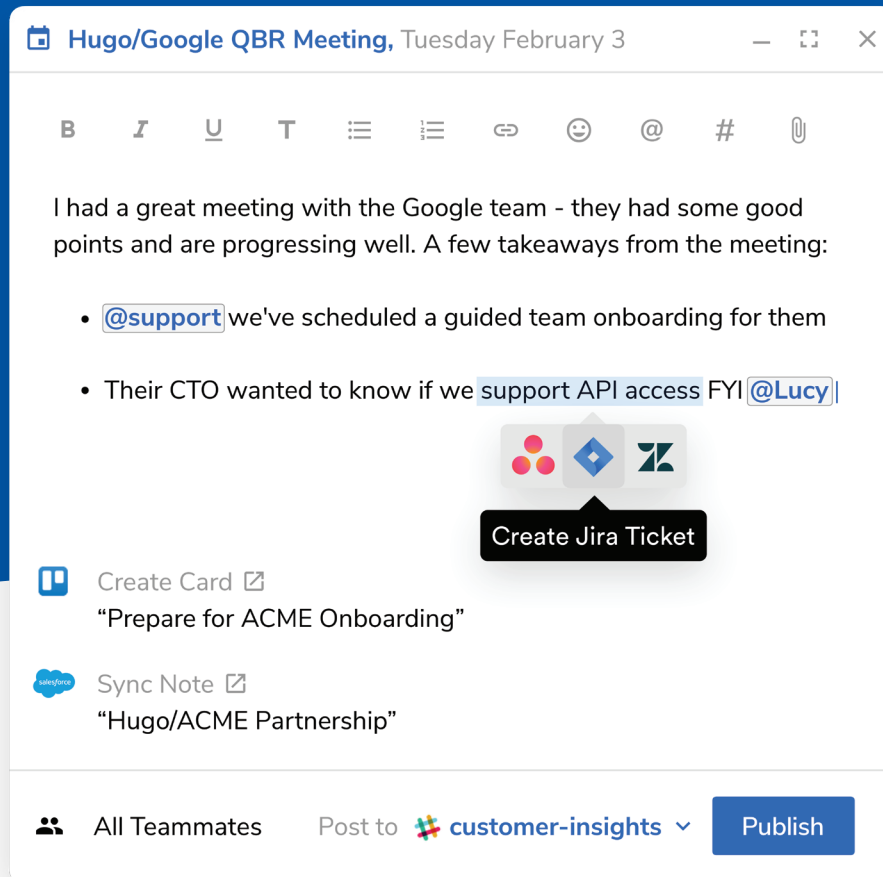 Hugo/Google QBR Meeting, Tuesday February 3
B I U T @ #
I had a great meeting with the Google team - they had some good
points and are progressing well. A few takeaways from the meeting:
• @support we've scheduled a guided team onboarding for them
• Their CTO wanted to know if we support API access FYI @Lucy
Create Jira Ticket
Create Card
“Prepare for ACME Onboarding”
salesforce
Sync Note
“Hugo/ACME Partnership”
All Teammates Post to customer-insights Publish